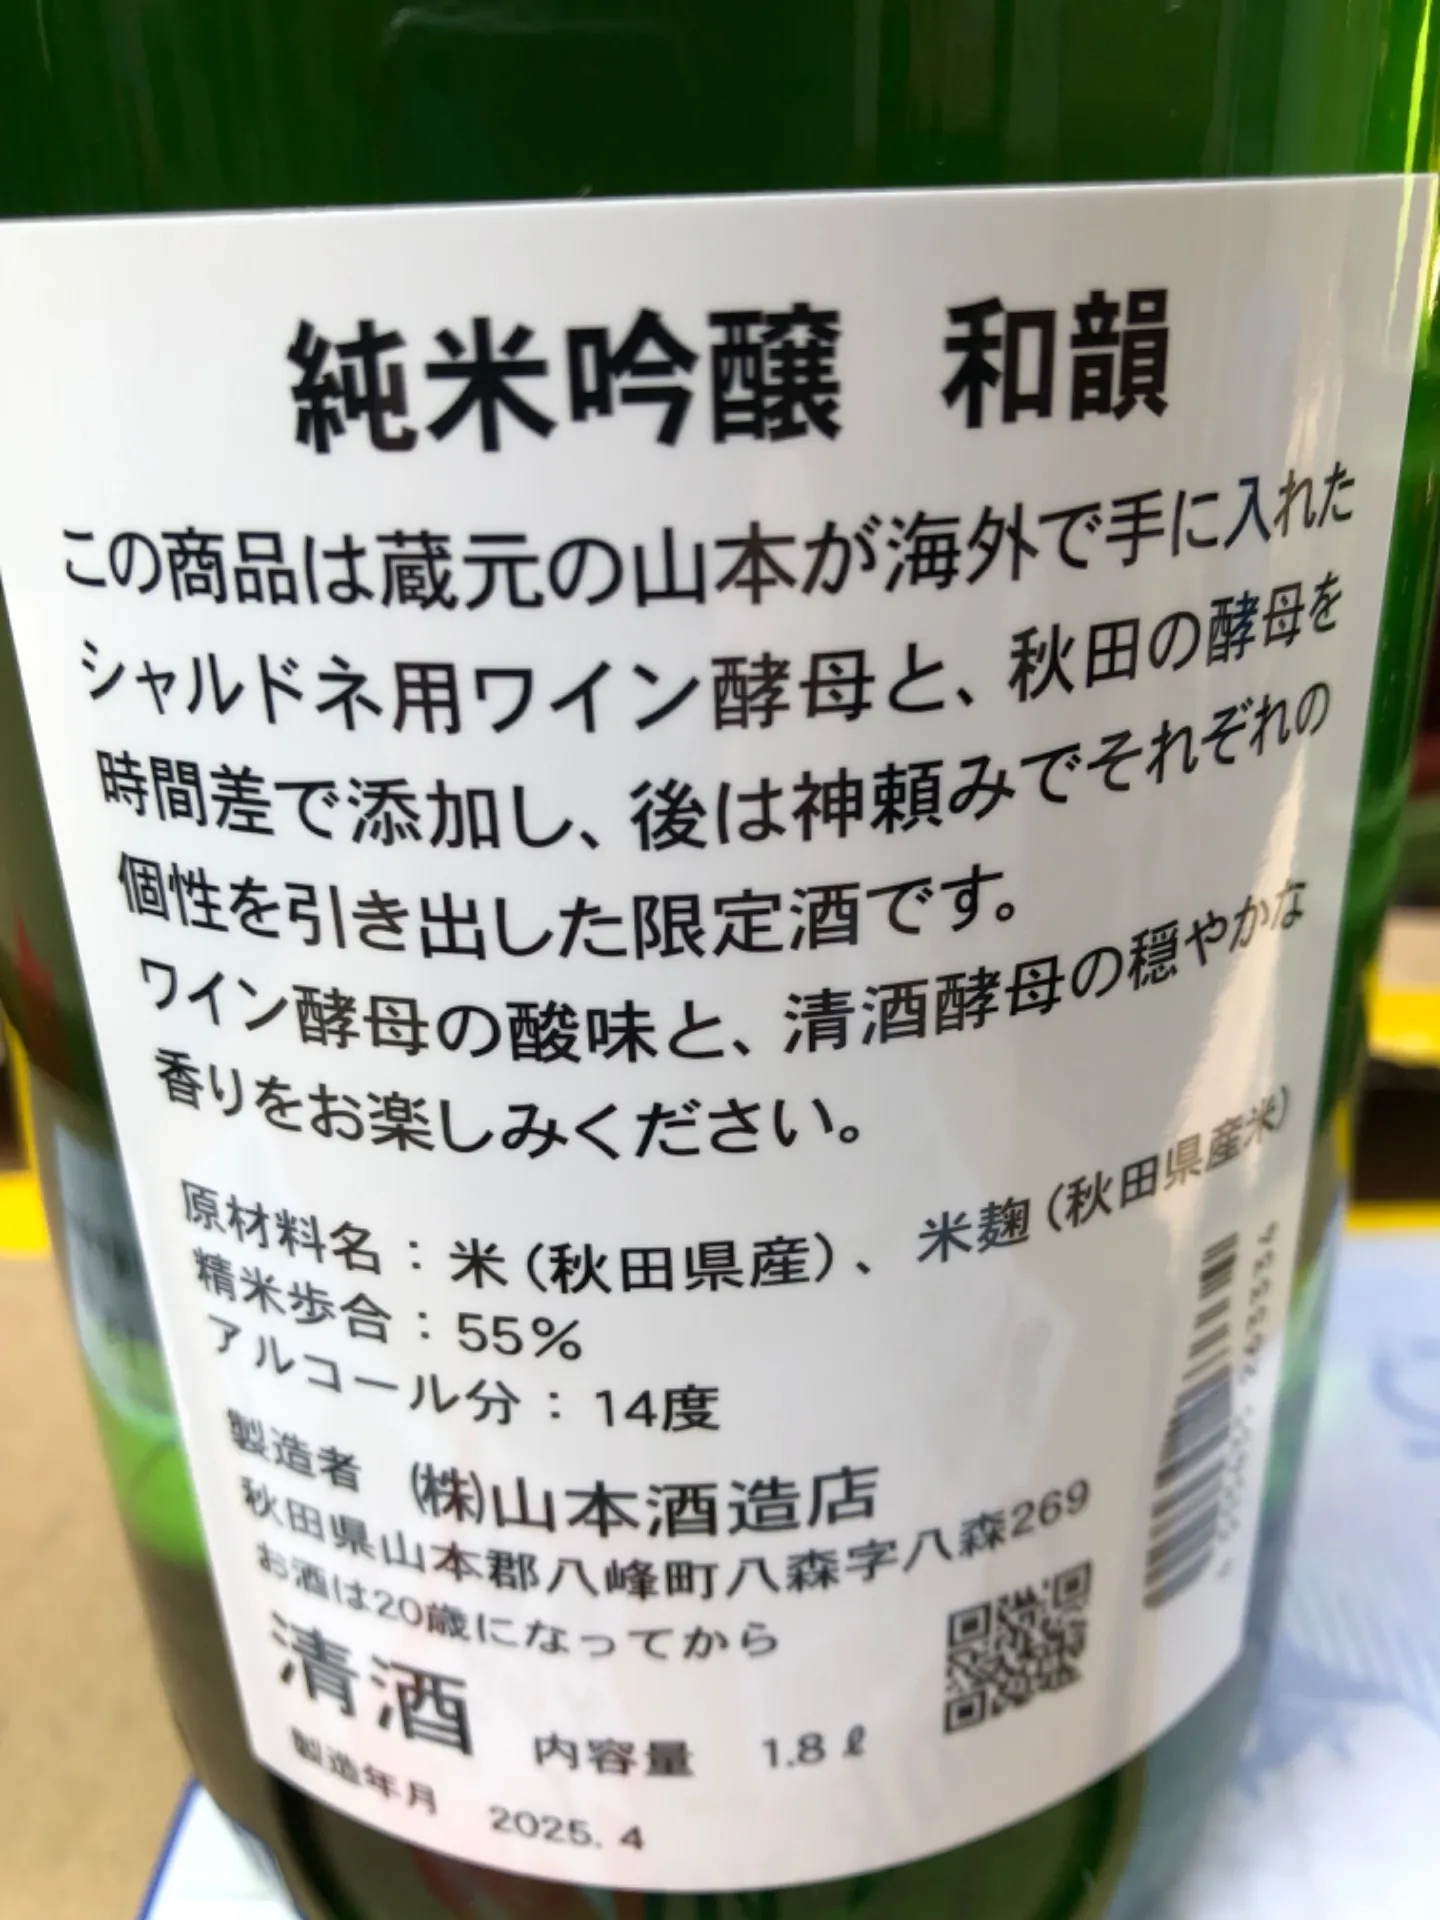 純米吟醸 和韻
この商品は蔵元の山本が海外で手に入れた
シャルドネ用ワイン酵母と、秋田の酵母を
時間差で添加し、後は神頼みでそれぞれの
個性を引き出した限定酒です。
ワイン酵母の酸味と、清酒酵母の穏やかな
香りをお楽しみください。
原材料名：米（秋田県産）、米麹（秋田県産米）
精米歩合：55%
アルコール分：14度
製造者 ㈱山本酒造店
秋田県山本郡八峰町八森字八森269
お酒は20歳になってから
清酒 内容量 1.8ℓ
製造年月 2025. 4